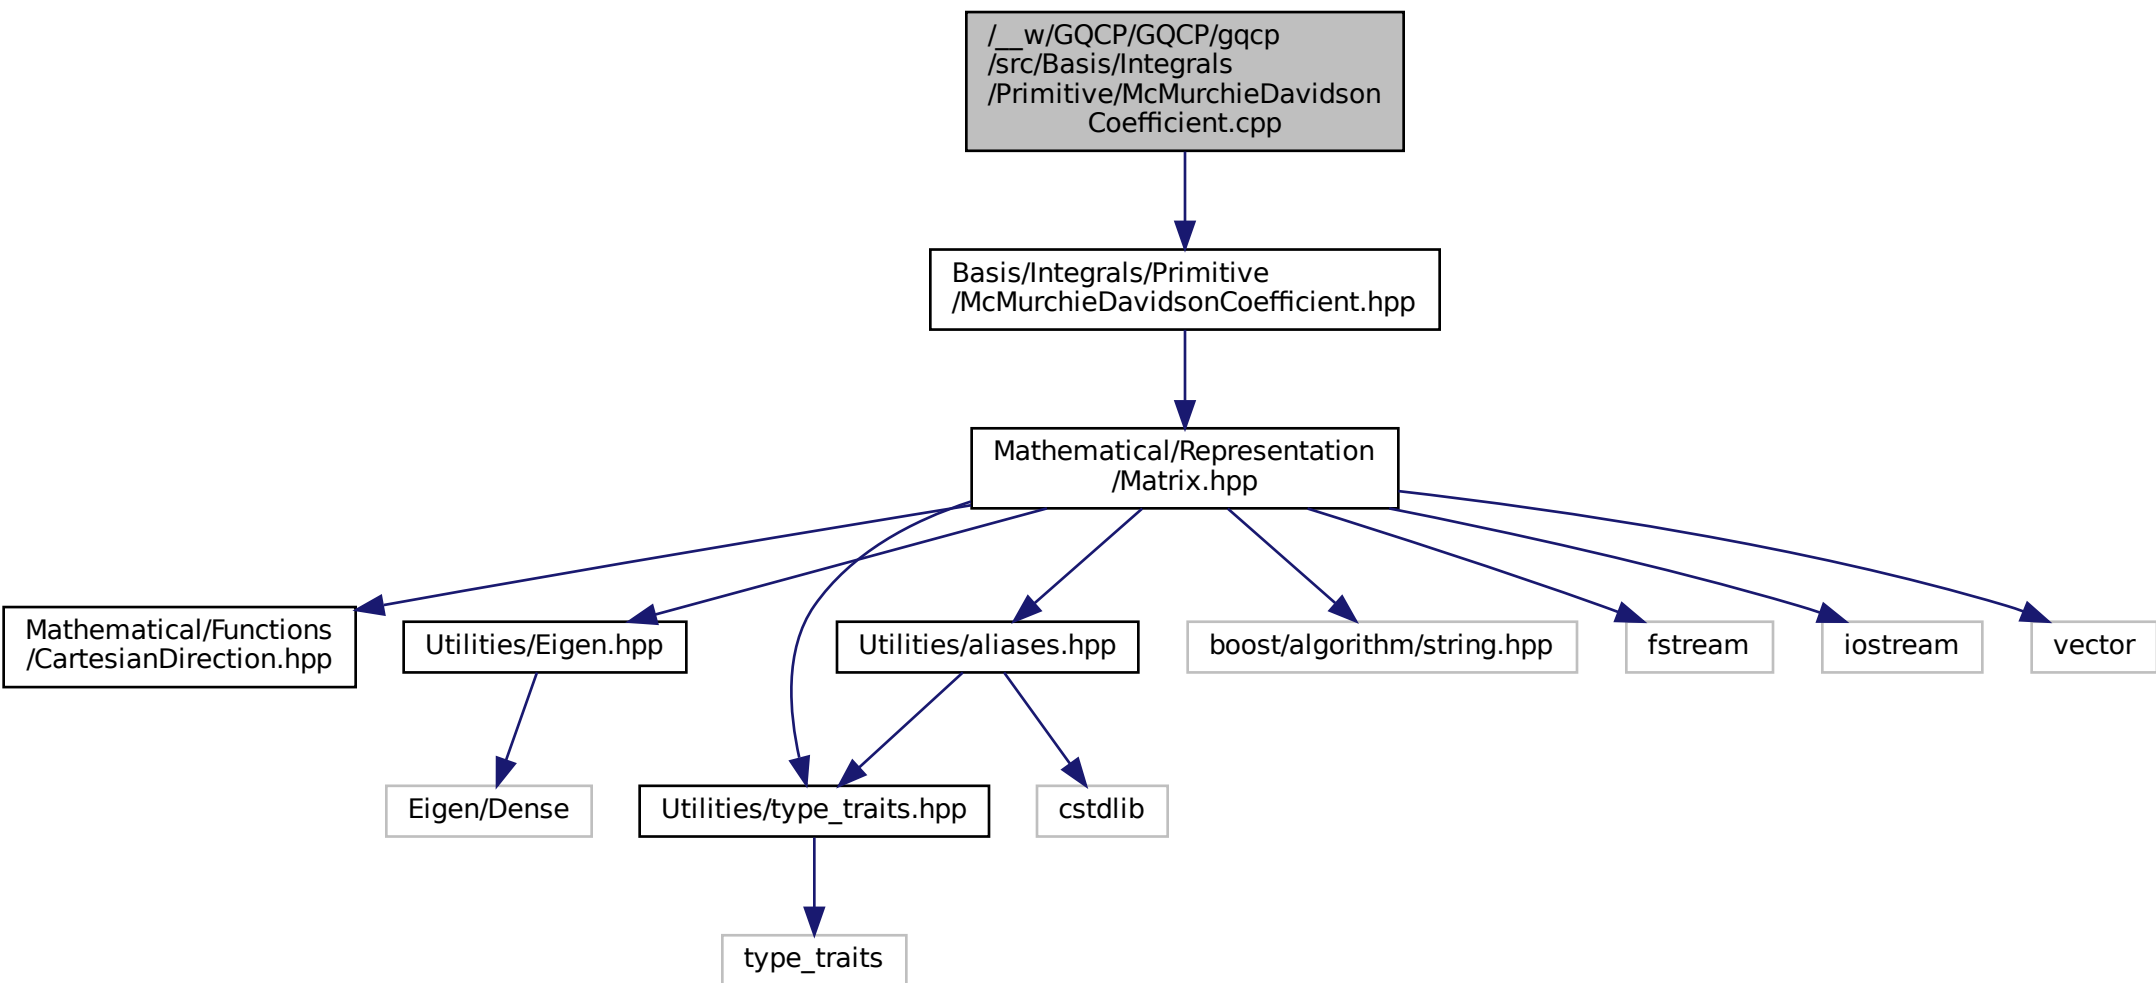 /__w/GQCP/GQCP/gqcp
/src/Basis/Integrals
/Primitive/McMurchieDavidson
Coefficient.cpp
Basis/Integrals/Primitive
/McMurchieDavidsonCoefficient.hpp
Mathematical/Representation
/Matrix.hpp
Mathematical/Functions
/CartesianDirection.hpp
Utilities/Eigen.hpp
Utilities/aliases.hpp
boost/algorithm/string.hpp
fstream
iostream
vector
Eigen/Dense
Utilities/type_traits.hpp
cstdlib
type_traits